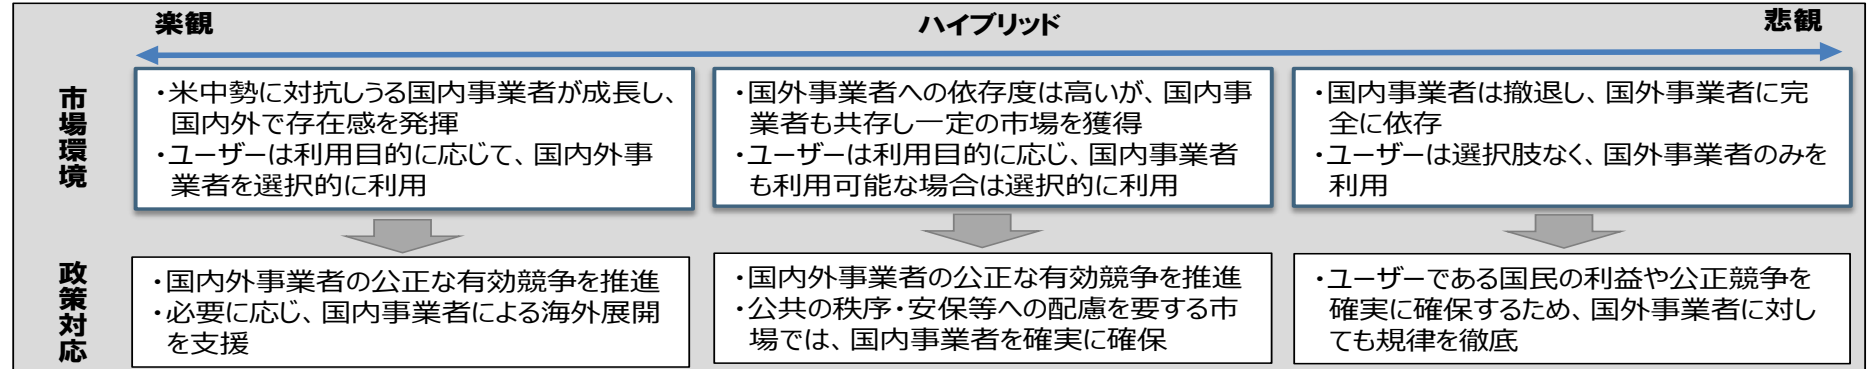 楽観
ハイブリッド
悲観
市場環境
・米中勢に対抗しうる国内事業者が成長し、
国内外で存在感を発揮
・ユーザーは利用目的に応じて、国内外事
業者を選択的に利用
・国外事業者への依存度は高いが、国内事
業者も共存し一定の市場を獲得
・ユーザーは利用目的に応じ、国内事業者
も利用可能な場合は選択的に利用
・国内事業者は撤退し、国外事業者に完
全に依存
・ユーザーは選択肢なく、国外事業者のみを
利用
政策対応
・国内外事業者の公正な有効競争を推進
・必要に応じ、国内事業者による海外展開
を支援
・国内外事業者の公正な有効競争を推進
・公共の秩序・安保等への配慮を要する市
場では、国内事業者を確実に確保
・ユーザーである国民の利益や公正競争を
確実に確保するため、国外事業者に対し
ても規律を徹底